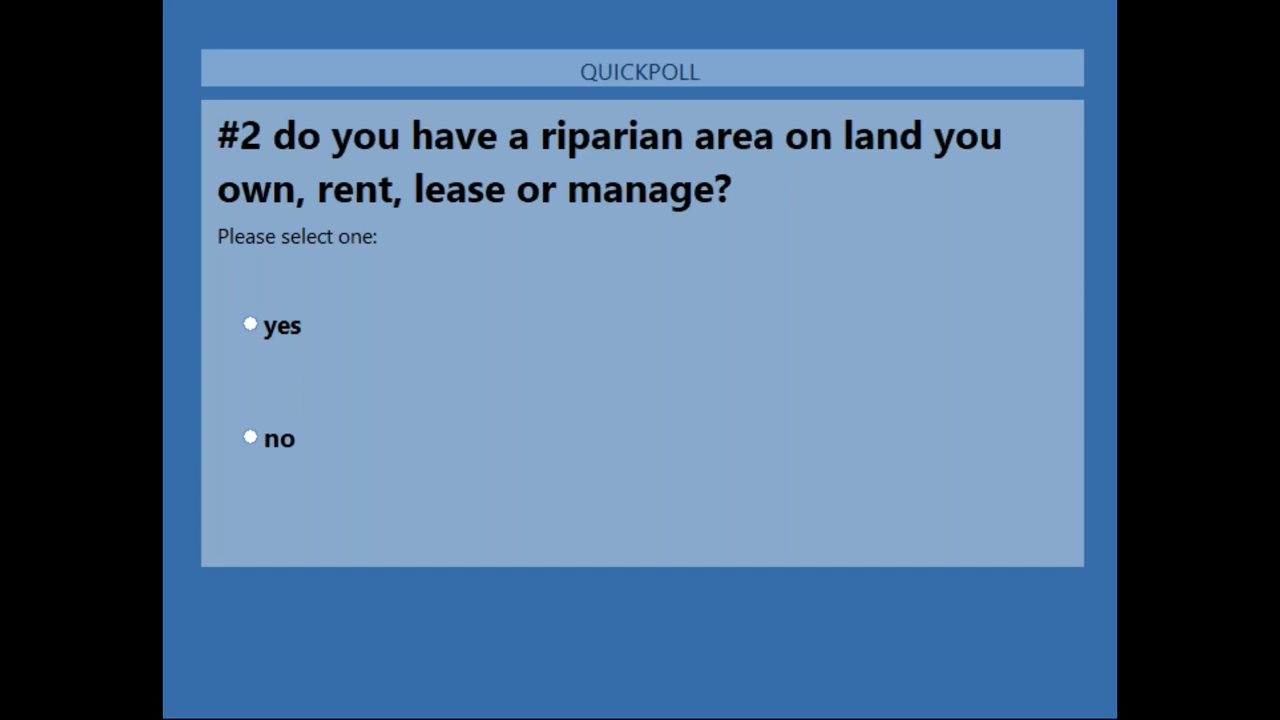 QUICKPOLL
#2 do you have a riparian area on land you
own, rent, lease or manage?
Please select one:
yes
no